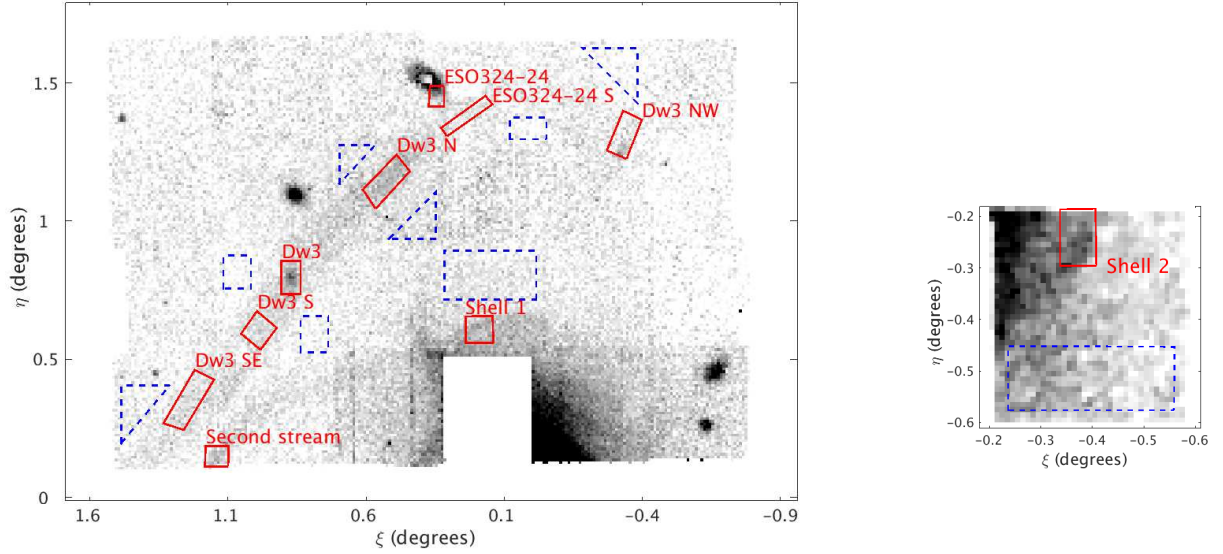 ESO324-24
ESO324-24 S
Dw3 NW
Dw3 N
Dw3
Dw3 S
Dw3 SE
Second stream
Shell 1
1.5
1
0.5
0
η (degrees)
1.6
1.1
0.6
0.1
−0.4
−0.9
ξ (degrees)
Shell 2
−0.2
−0.3
−0.4
−0.5
−0.6
η (degrees)
−0.2
−0.3
−0.4
−0.5
−0.6
ξ (degrees)